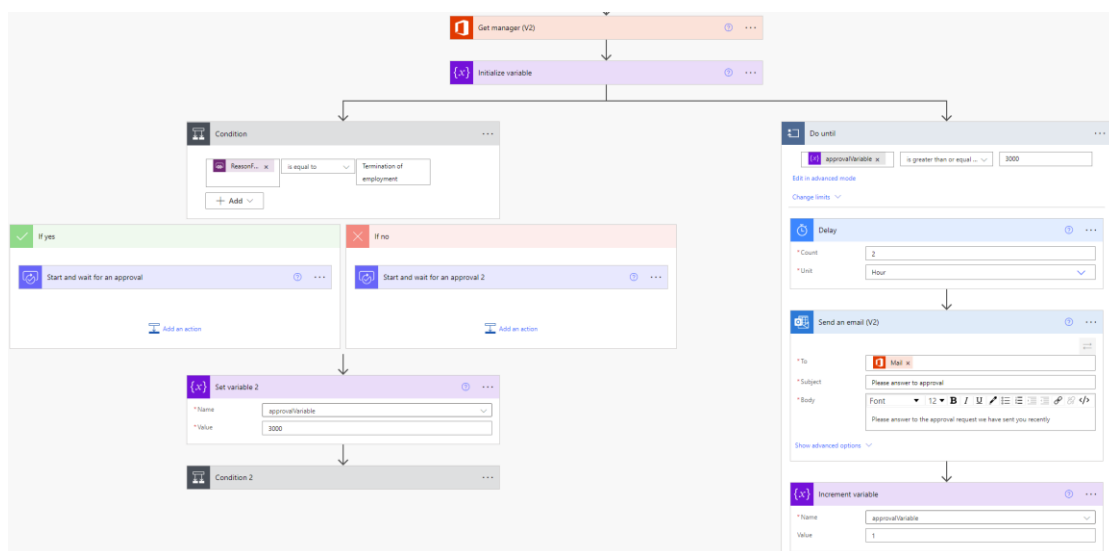 Get manager (V2)
{x} Initialize variable
Condition
ReasonF... x is equal to Termination of
employment
+ Add
If yes
If no
Start and wait for an approval
Start and wait for an approval 2
Add an action
Add an action
{x} Set variable 2
*Name approvalVariable
*Value 3000
Condition 2
Do until
{x} approvalVariable x is greater than or equal ... 3000
Edit in advanced mode
Change limits
Delay
*Count 2
*Unit Hour
Send an email (V2)
*To Mail x
*Subject Please answer to approval
*Body Font 12 B I U </>
Please answer to the approval request we have sent you recently
Show advanced options
{x} Increment variable
*Name approvalVariable
Value 1